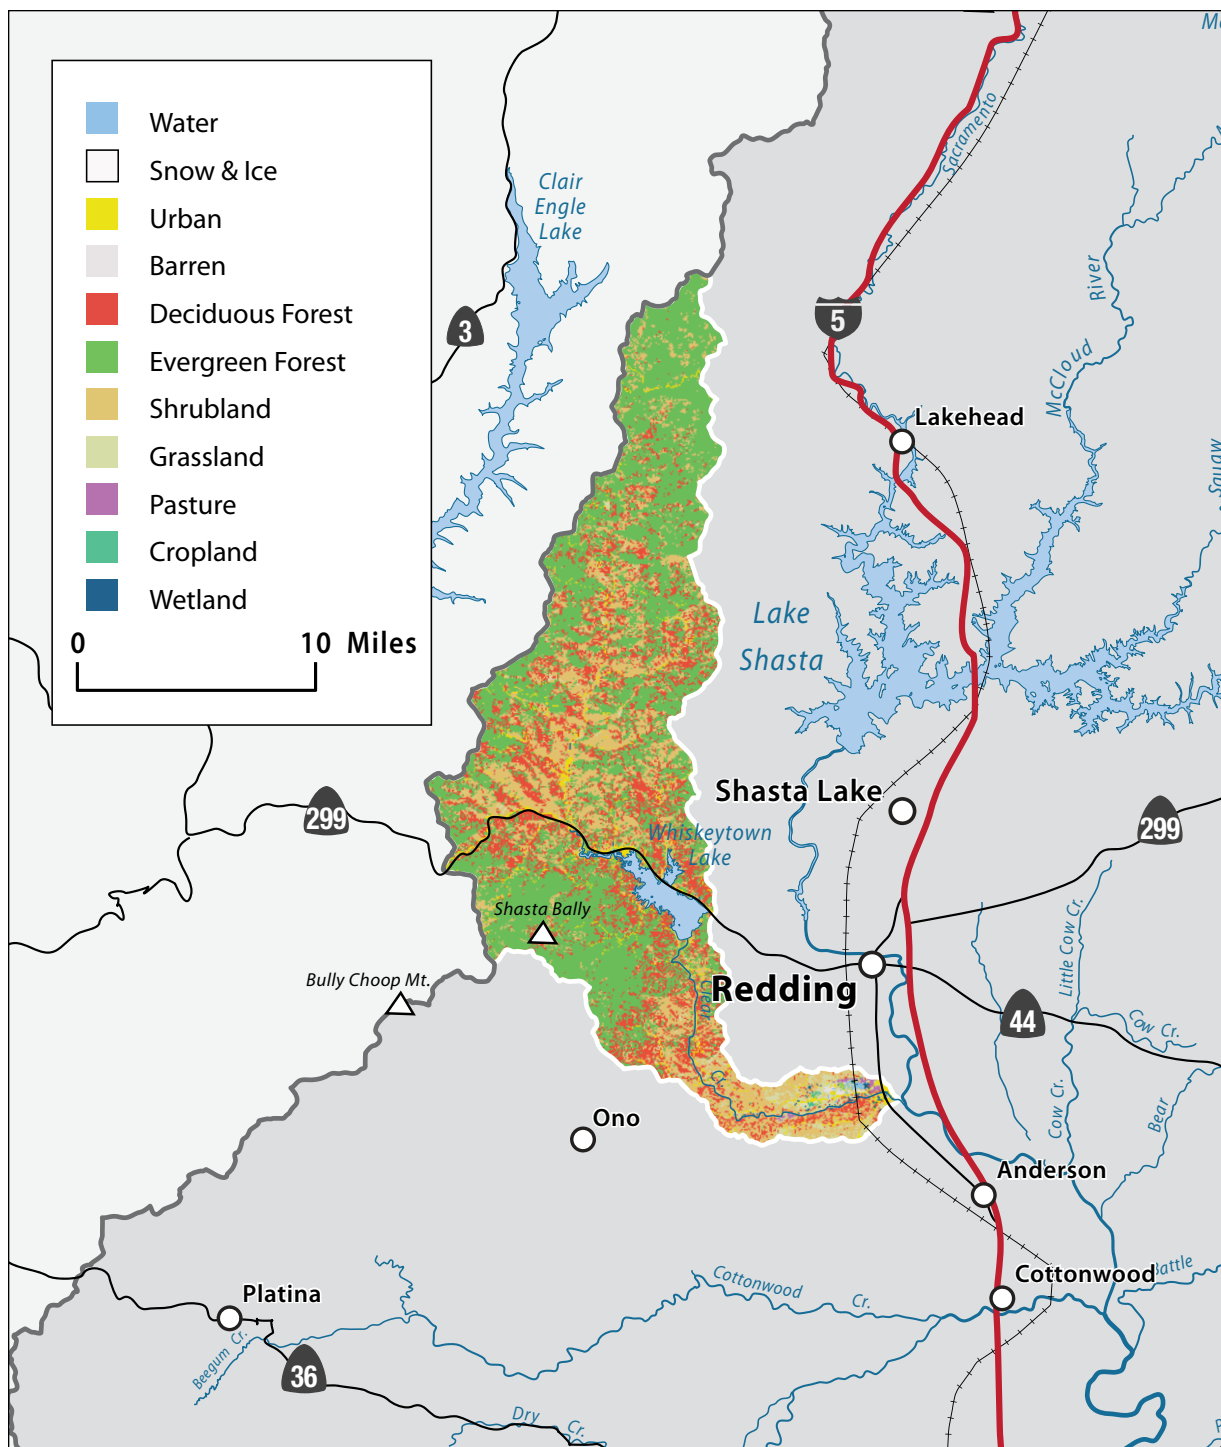 Water
Snow & Ice
Urban
Barren
Deciduous Forest
Evergreen Forest
Shrubland
Grassland
Pasture
Cropland
Wetland
0 10 Miles
Clair
Engle
Lake
3
Sacramento
5
McCloud
River
Lakehead
Lake
Shasta
Shasta Lake
299
299
Whiskeytown
Lake
Shasta Bally
Bully Choop Mt.
Redding
Clear
Cr.
44
Little Cow Cr.
Cow Cr.
Cow Cr.
Bear
Ono
Anderson
Cottonwood
Battle
Cottonwood
Cr.
Platina
Beegum Cr.
36
Dry Cr.